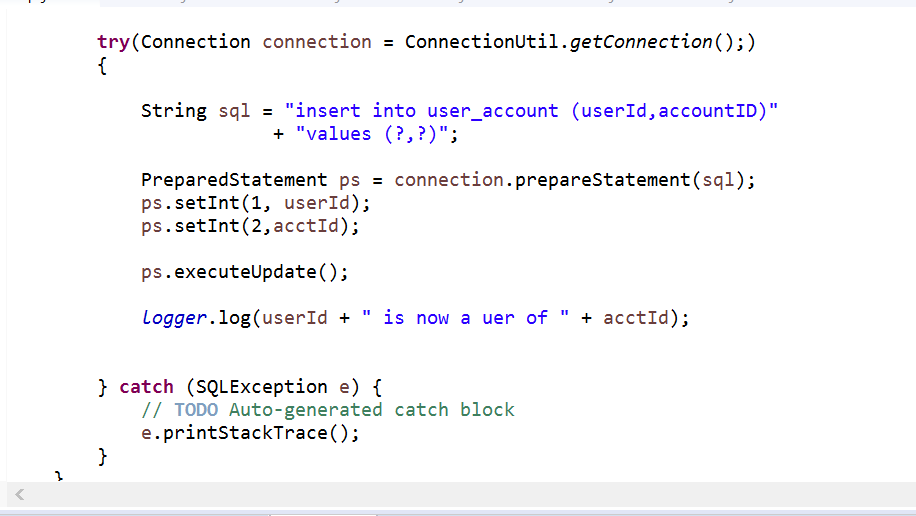 try(Connection connection = ConnectionUtil.getConnection();)
{
String sql = "insert into user_account (userId,accountID)"
+ "values (?,?)";
PreparedStatement ps = connection.prepareStatement(sql);
ps.setInt(1, userId);
ps.setInt(2,acctId);
ps.executeUpdate();
logger.log(userId + " is now a uer of " + acctId);
} catch (SQLException e) {
// TODO Auto-generated catch block
e.printStackTrace();
}
}